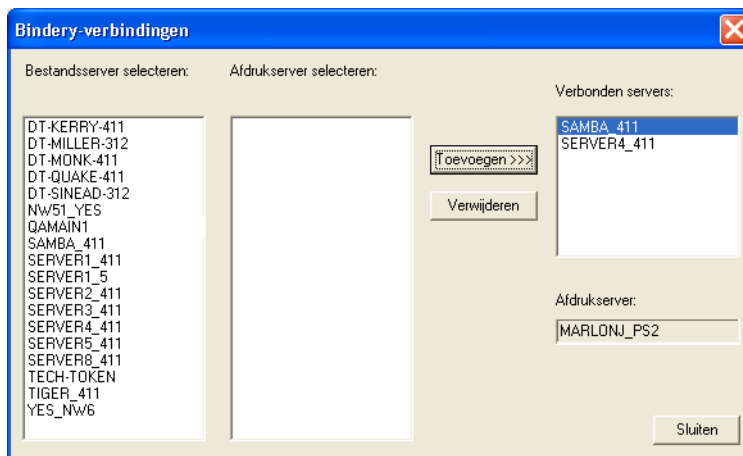 Bindery-verbindingen
Bestandsserver selecteren:
DT-KERRY-411
DT-MILLER-312
DT-MONK-411
DT-QUAKE-411
DT-SINEAD-312
NW51_YES
QAMAIN1
SAMBA_411
SERVER1_411
SERVER1_5
SERVER2_411
SERVER3_411
SERVER4_411
SERVER5_411
SERVER8_411
TECH-TOKEN
TIGER_411
YES_NW6
Afdrukserver selecteren:
Toevoegen >>>
Verwijderen
Verbonden servers:
SAMBA_411
SERVER4_411
Afdrukserver:
MARLONJ_PS2
Sluiten